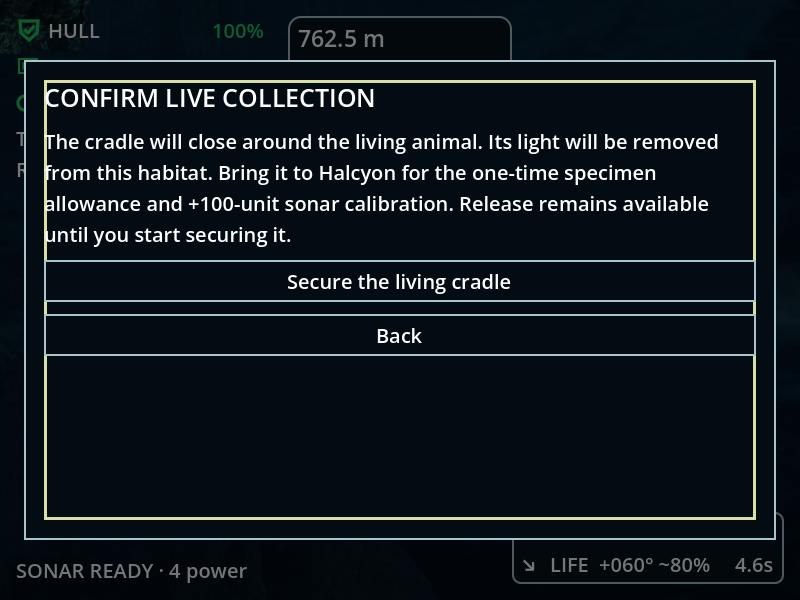 HULL 100%
762.5 m
CONFIRM LIVE COLLECTION
The cradle will close around the living animal. Its light will be removed
from this habitat. Bring it to Halcyon for the one-time specimen
allowance and +100-unit sonar calibration. Release remains available
until you start securing it.
Secure the living cradle
Back
SONAR READY · 4 power
↘ LIFE +060° ~80% 4.6s